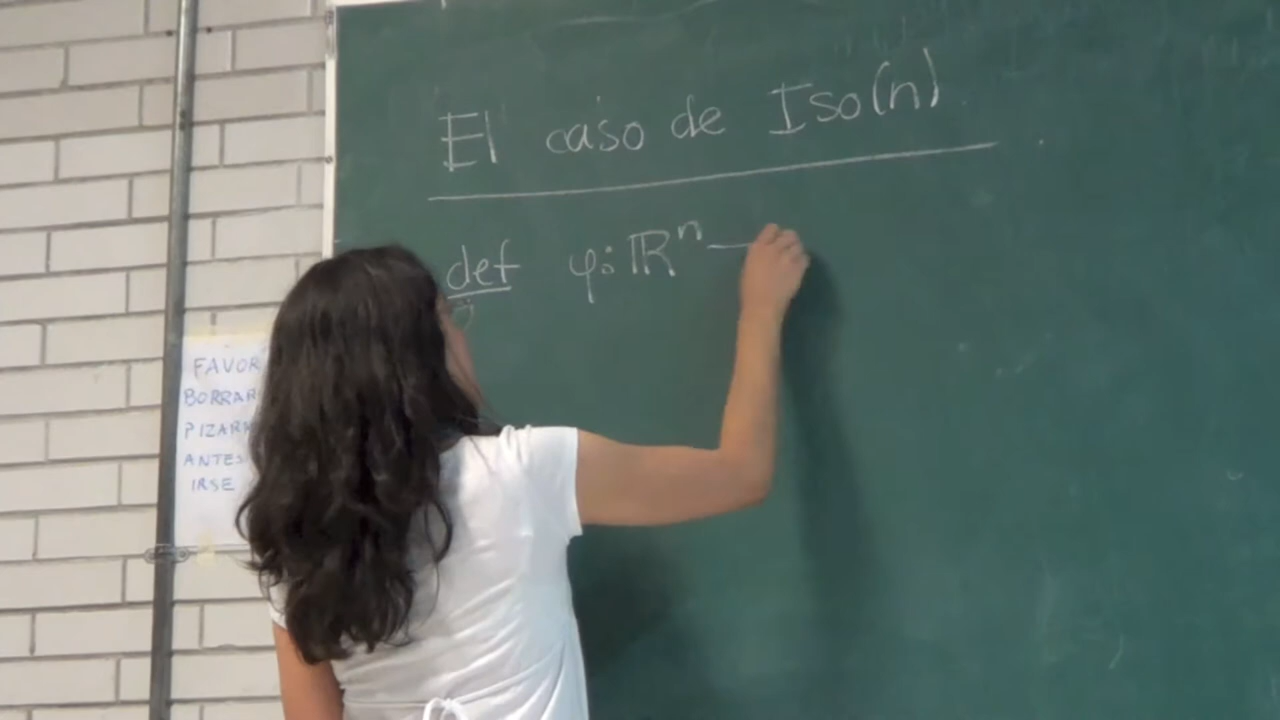 El caso de Iso(n)
def φ: ℝⁿ —
FAVOR
BORRAR
PIZARR
ANTES
IRSE